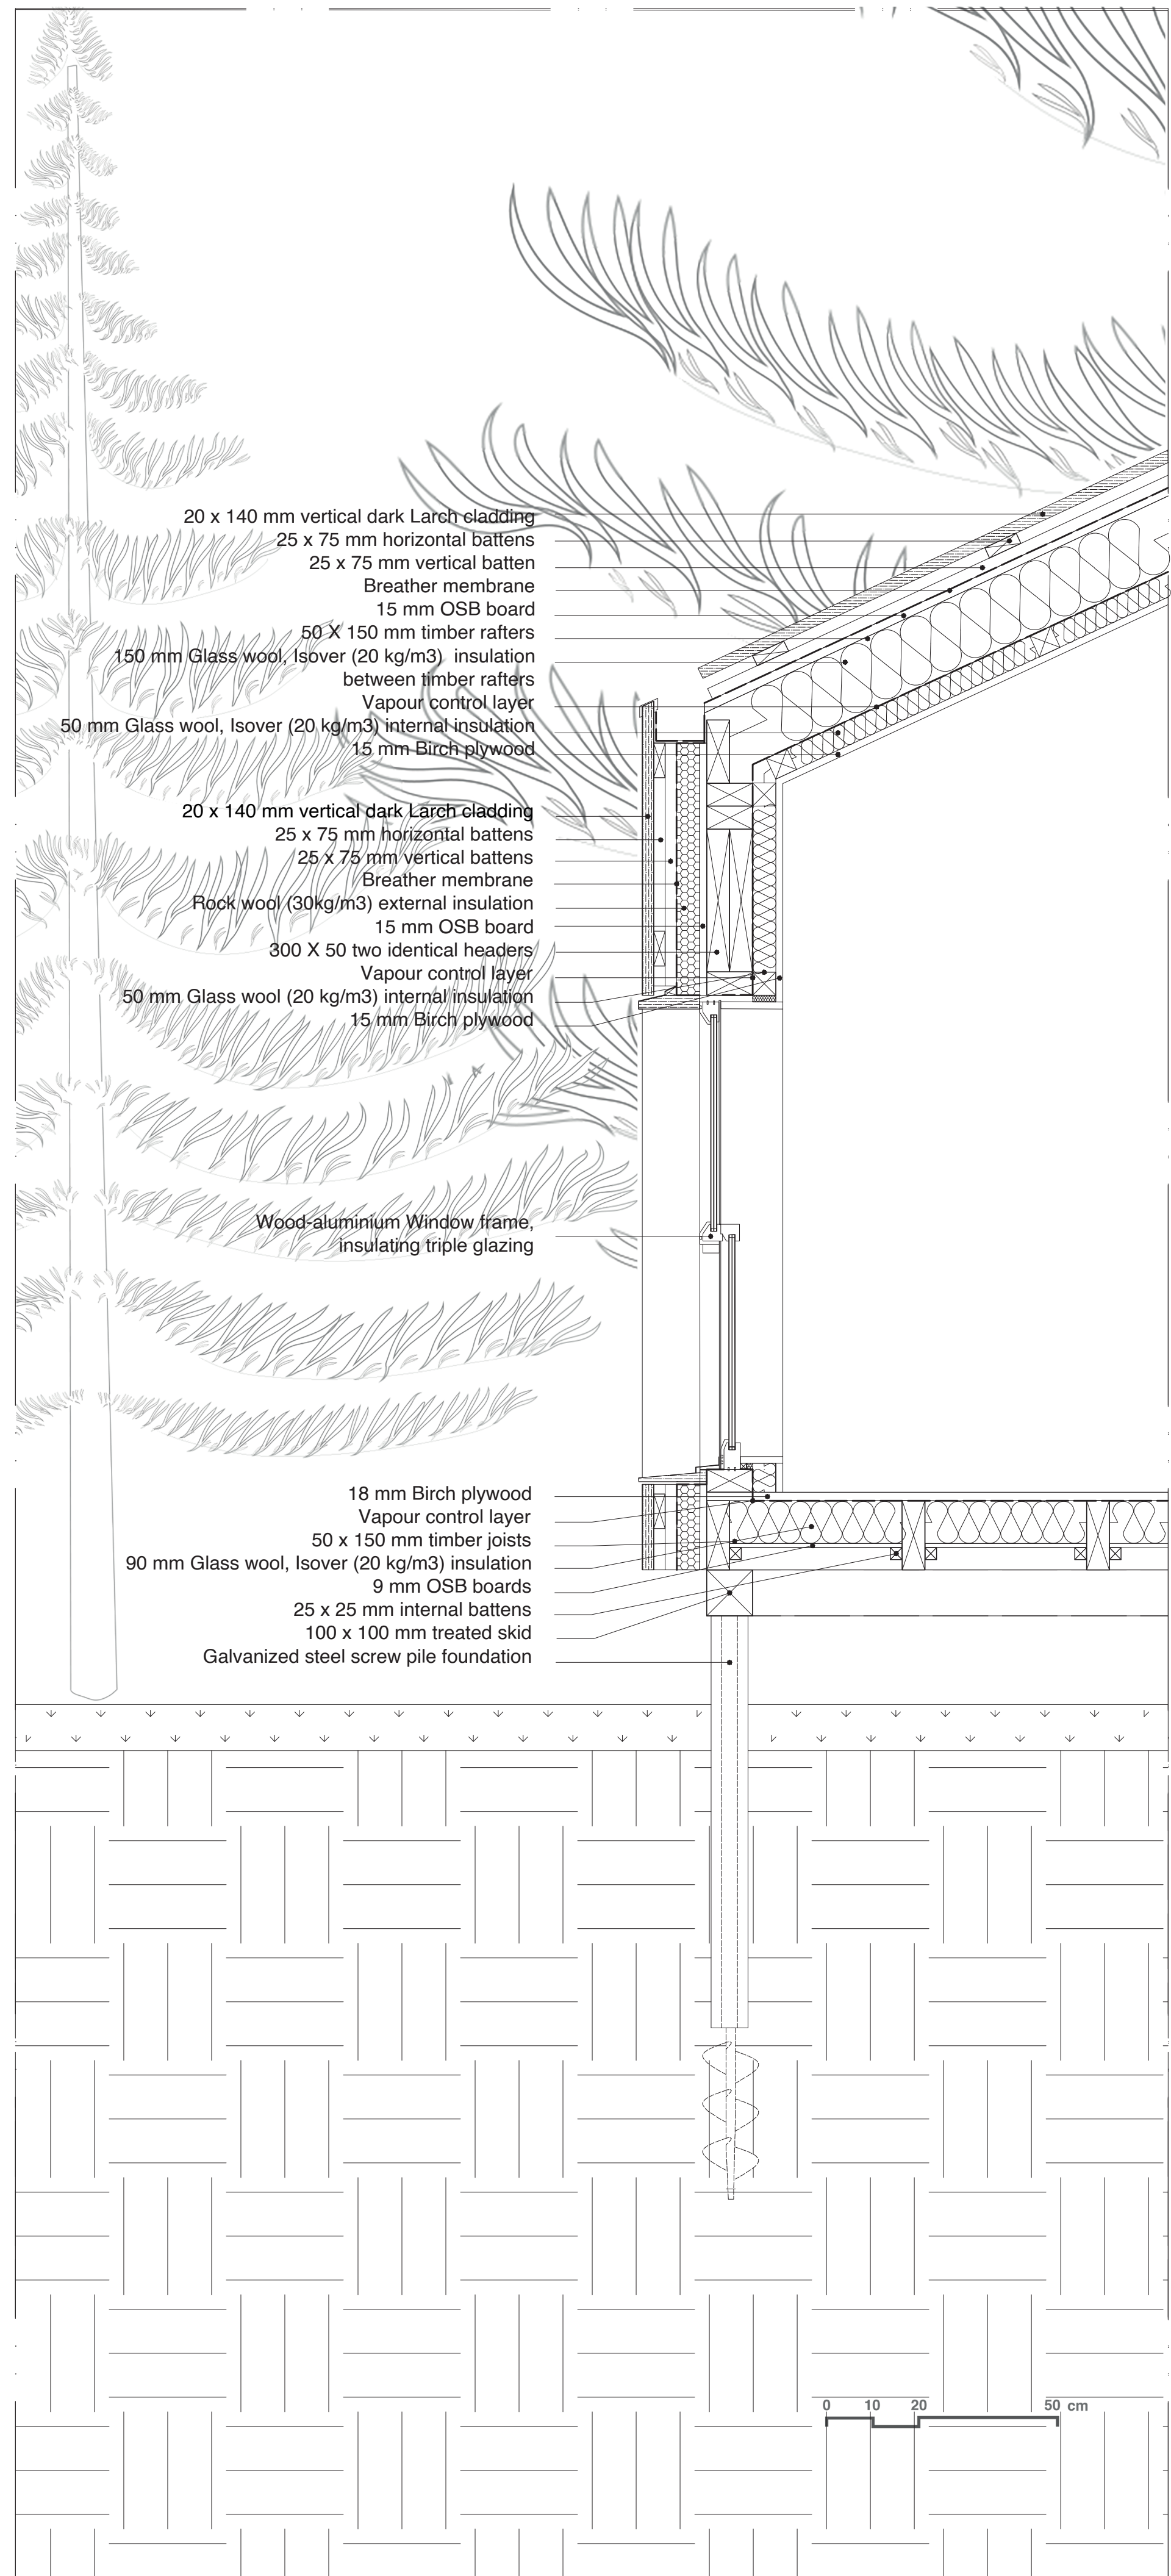 20 x 140 mm vertical dark Larch cladding
25 x 75 mm horizontal battens
25 x 75 mm vertical batten
Breather membrane
15 mm OSB board
50 X 150 mm timber rafters
150 mm Glass wool, Isover (20 kg/m3) insulation
between timber rafters
Vapour control layer
50 mm Glass wool, Isover (20 kg/m3) internal insulation
15 mm Birch plywood
20 x 140 mm vertical dark Larch cladding
25 x 75 mm horizontal battens
25 x 75 mm vertical battens
Breather membrane
Rock wool (30kg/m3) external insulation
15 mm OSB board
300 X 50 two identical headers
Vapour control layer
50 mm Glass wool (20 kg/m3) internal insulation
15 mm Birch plywood
Wood-aluminium Window frame,
insulating triple glazing
18 mm Birch plywood
Vapour control layer
50 x 150 mm timber joists
90 mm Glass wool, Isover (20 kg/m3) insulation
9 mm OSB boards
25 x 25 mm internal battens
100 x 100 mm treated skid
Galvanized steel screw pile foundation
0 10 20 50 cm